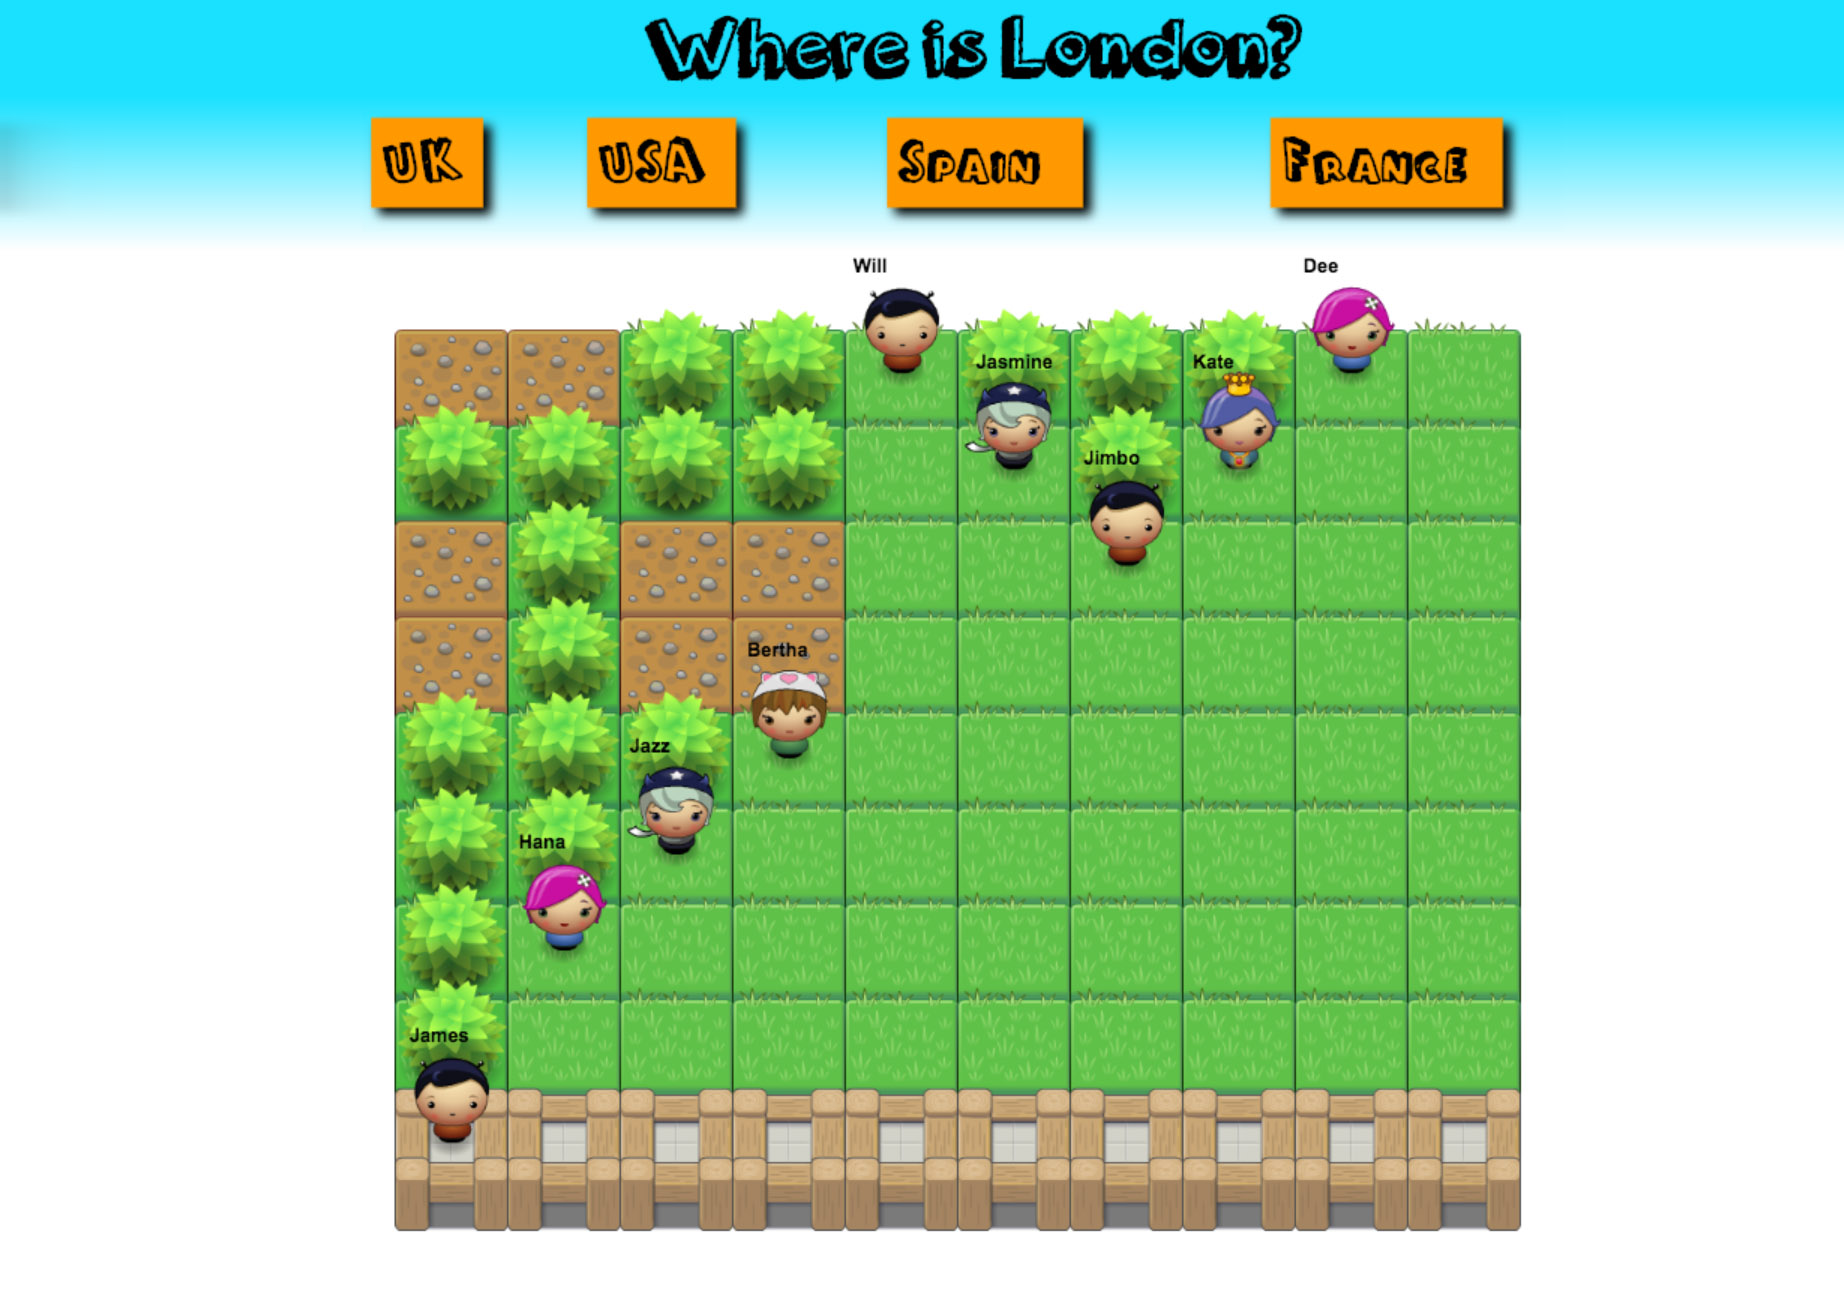 Where is London?
UK
USA
Spain
France
Will
Dee
Jasmine
Kate
Jimbo
Bertha
Jazz
Hana
James